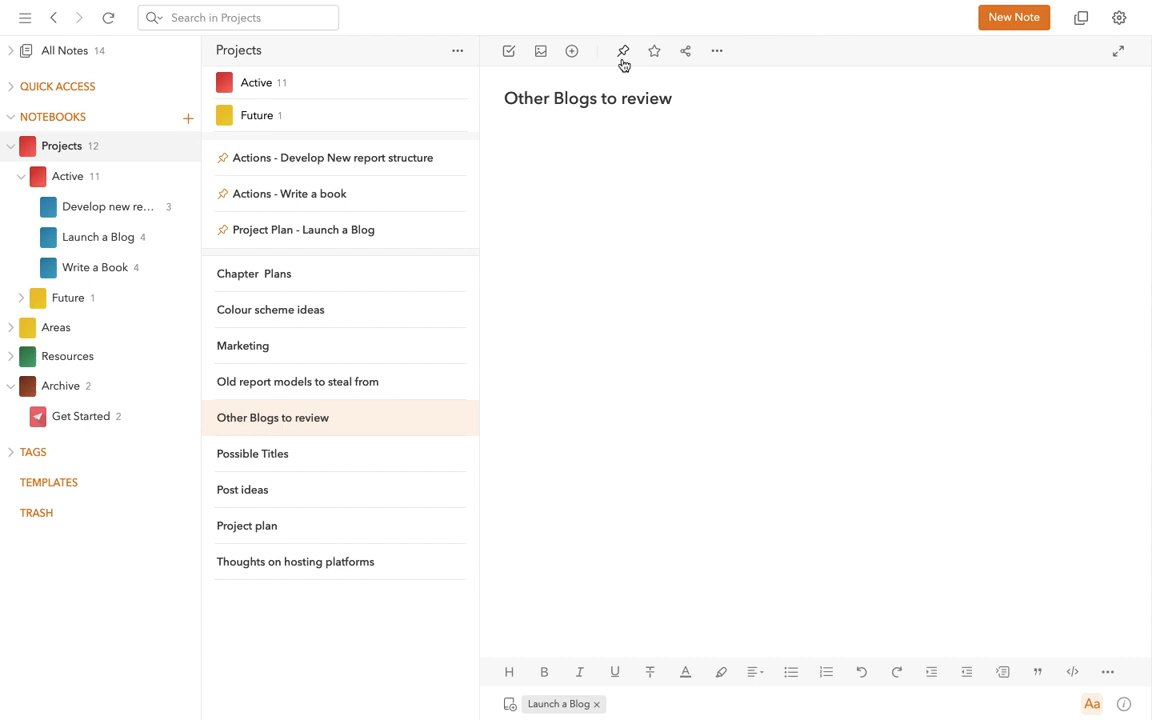 Search in Projects
New Note
All Notes 14
QUICK ACCESS
NOTEBOOKS
Projects 12
Active 11
Develop new re... 3
Launch a Blog 4
Write a Book 4
Future 1
Areas
Resources
Archive 2
Get Started 2
TAGS
TEMPLATES
TRASH
Projects
Active 11
Future 1
Actions - Develop New report structure
Actions - Write a book
Project Plan - Launch a Blog
Chapter Plans
Colour scheme ideas
Marketing
Old report models to steal from
Other Blogs to review
Possible Titles
Post ideas
Project plan
Thoughts on hosting platforms
Other Blogs to review
H B I U T A
Launch a Blog
Aa